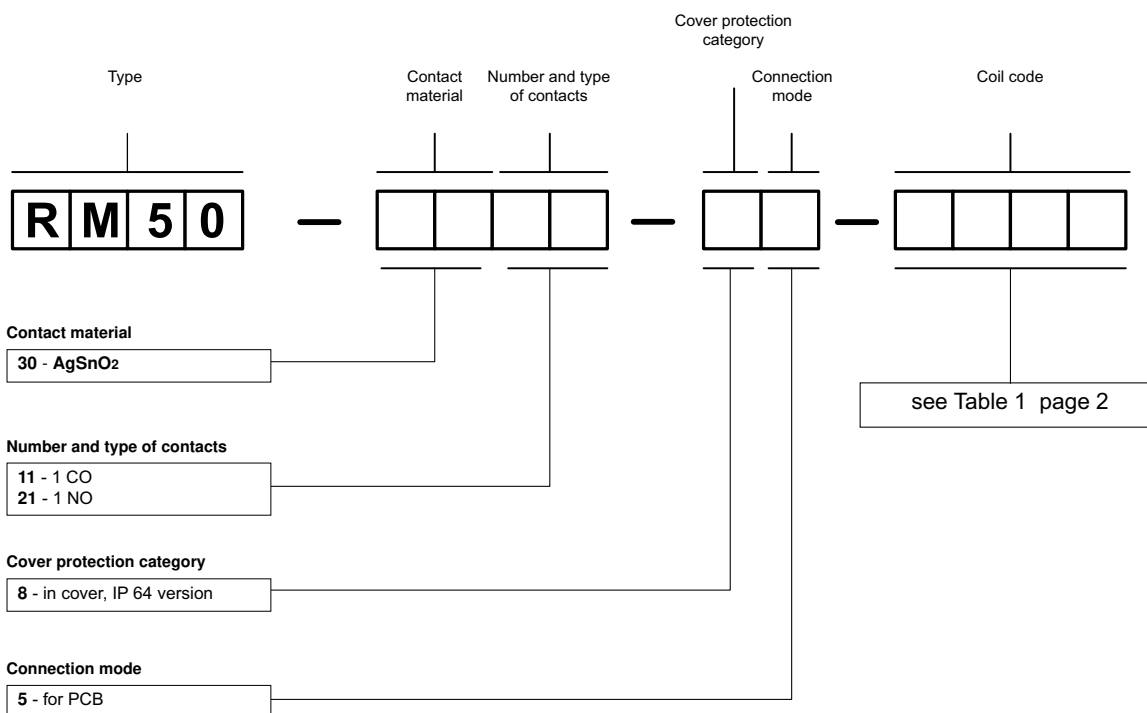 Cover protection
category
Type
Contact
material
Number and type
of contacts
Connection
mode
Coil code
RM50 — —  —
Contact material
30 - AgSnO2
see Table 1 page 2
Number and type of contacts
11 - 1 CO
21 - 1 NO
Cover protection category
8 - in cover, IP 64 version
Connection mode
5 - for PCB